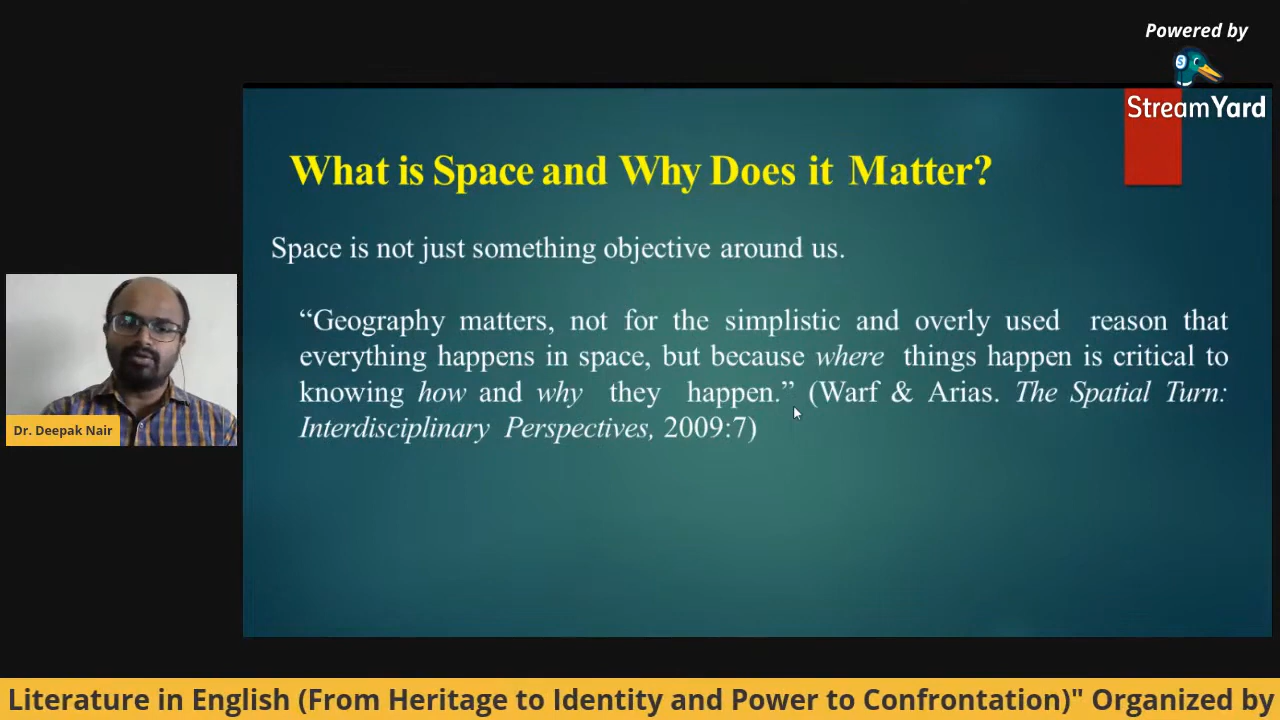 Powered by
StreamYard
What is Space and Why Does it Matter?
Space is not just something objective around us.
“Geography matters, not for the simplistic and overly used reason that
everything happens in space, but because where things happen is critical to
knowing how and why they happen.” (Warf & Arias. The Spatial Turn:
Interdisciplinary Perspectives, 2009:7)
Dr. Deepak Nair
Literature in English (From Heritage to Identity and Power to Confrontation)" Organized by